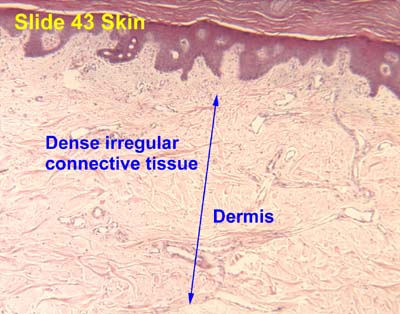 Slide 43 Skin
Dense irregular
connective tissue
Dermis